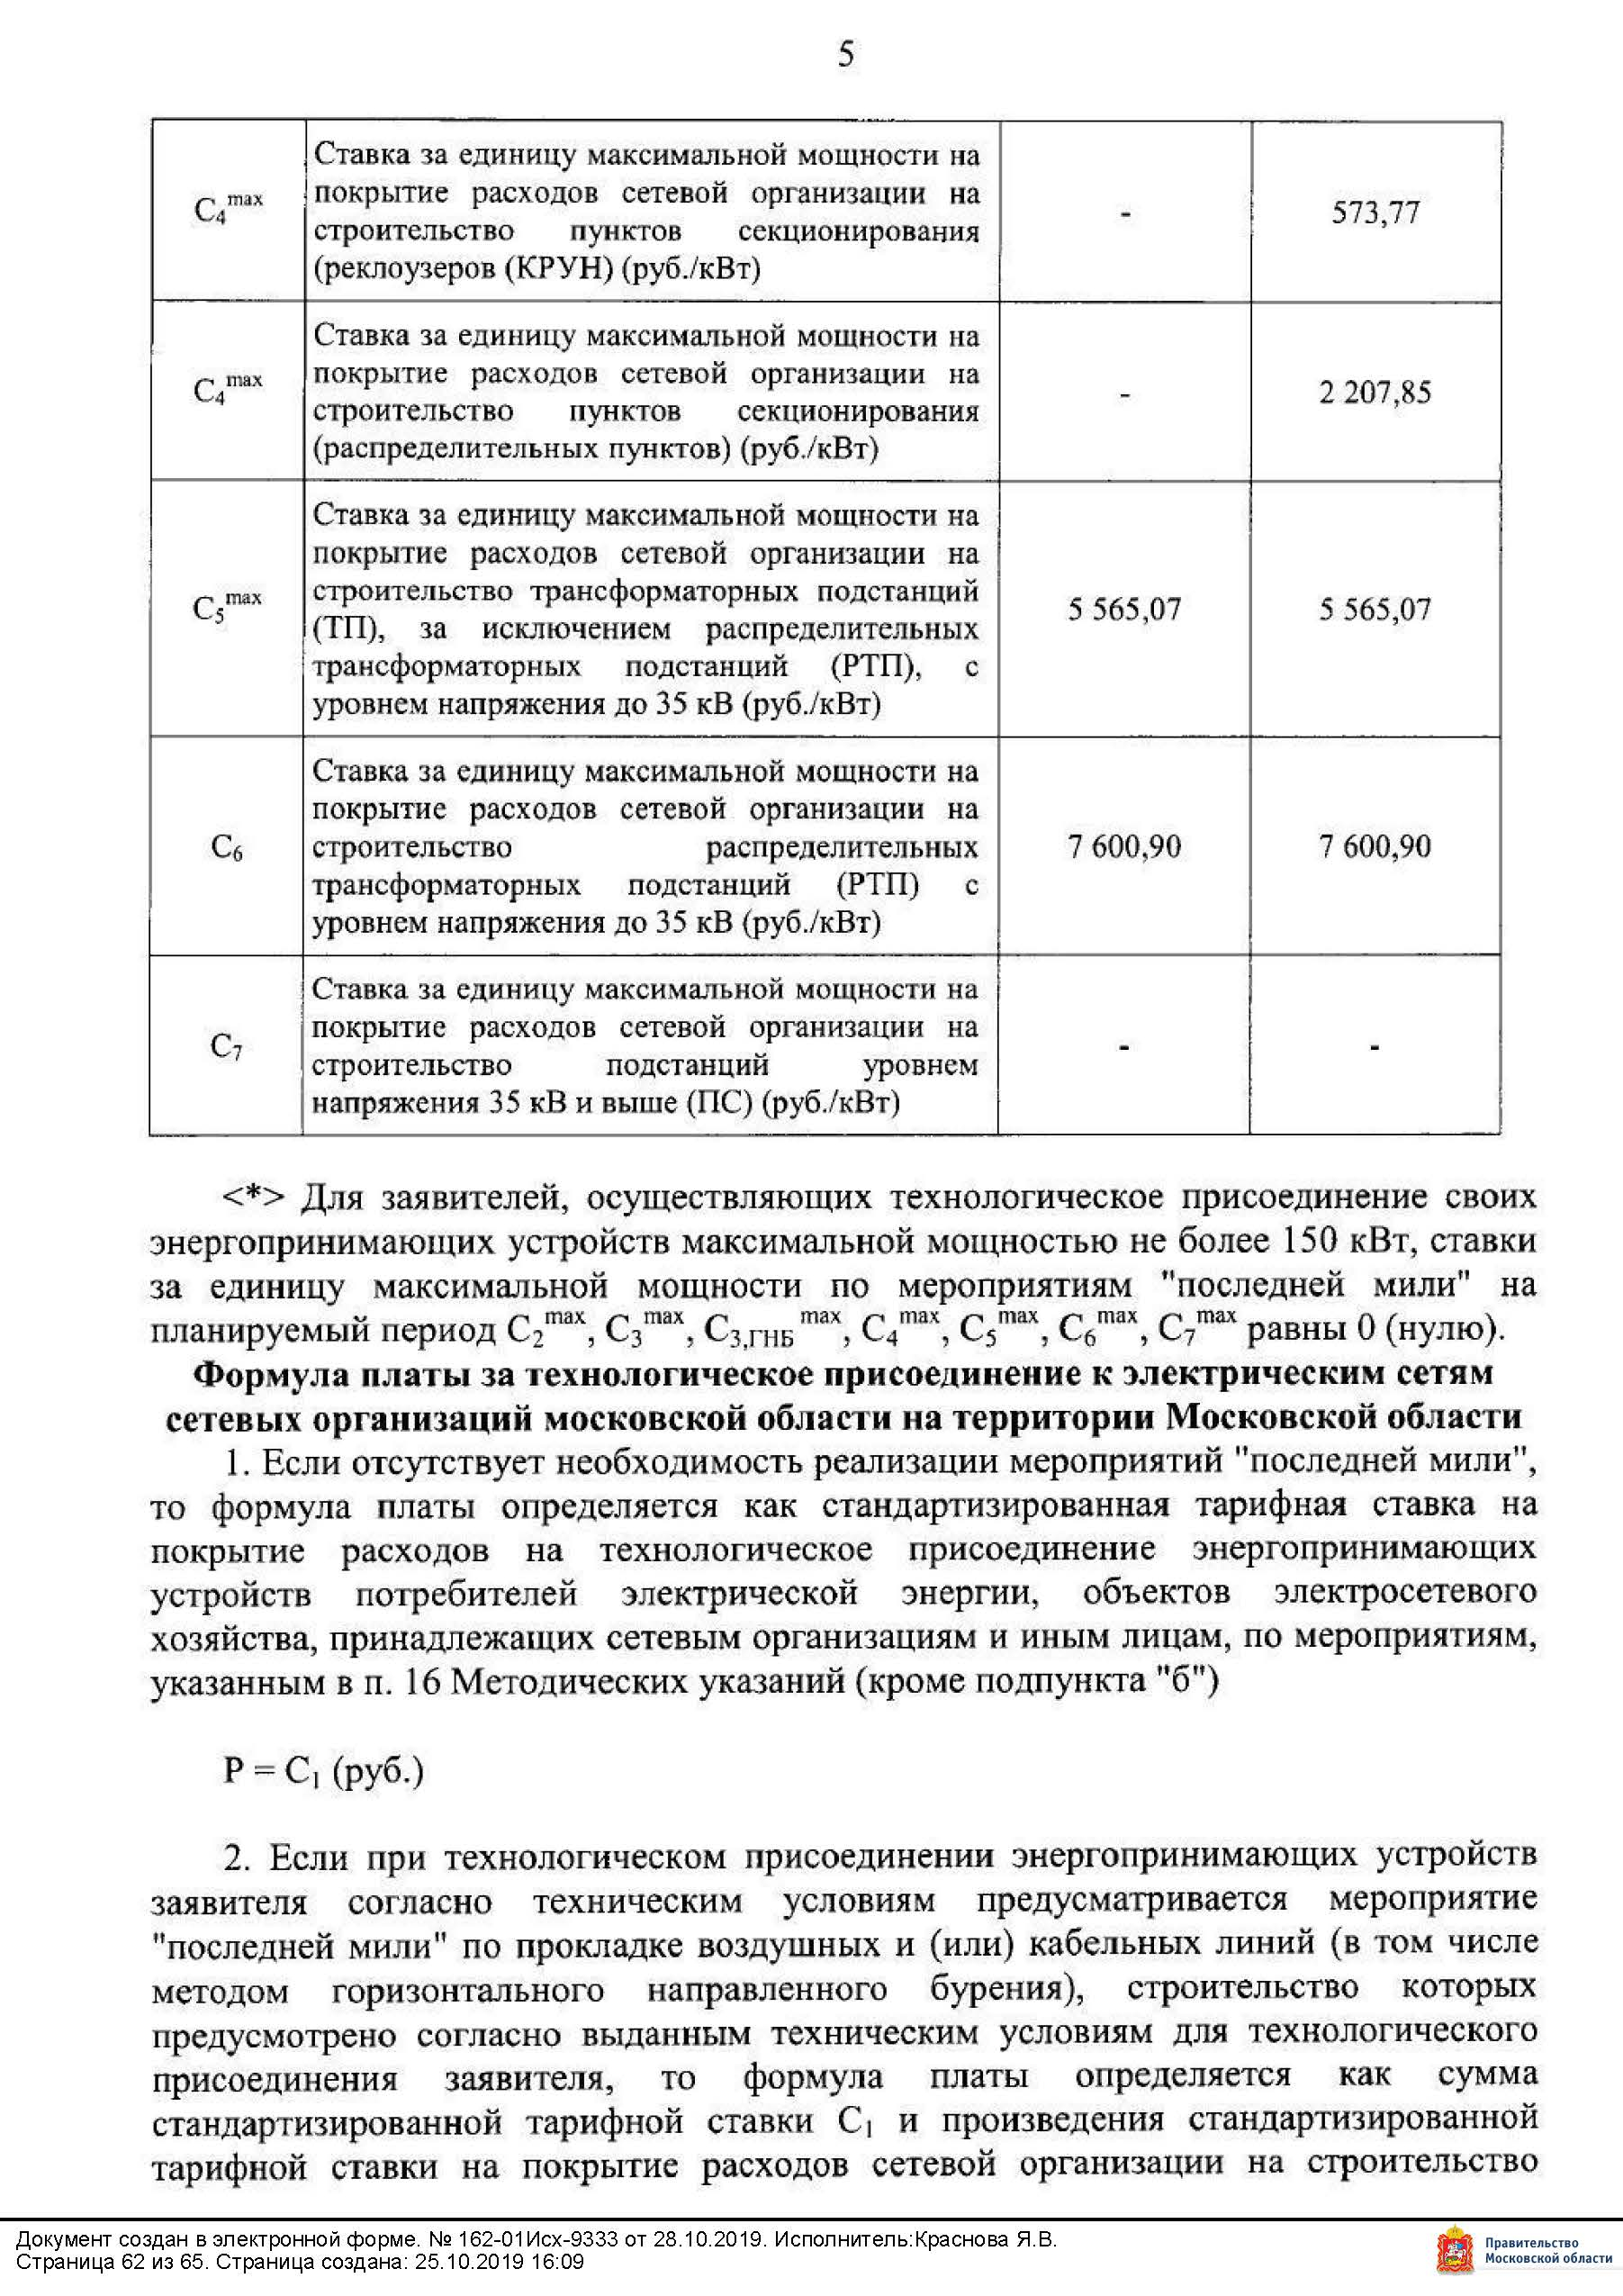 5
Ставка за единицу максимальной мощности на
покрытие расходов сетевой организации на
C₄ᵐᵃˣ
строительство пунктов секционирования
(реклоузеров (КРУН) (руб./кВт)
-
573,77
Ставка за единицу максимальной мощности на
покрытие расходов сетевой организации на
C₄ᵐᵃˣ
строительство пунктов секционирования
(распределительных пунктов) (руб./кВт)
-
2 207,85
Ставка за единицу максимальной мощности на
покрытие расходов сетевой организации на
строительство трансформаторных подстанций
C₅ᵐᵃˣ
(ТП), за исключением распределительных
трансформаторных подстанций (РТП), с
уровнем напряжения до 35 кВ (руб./кВт)
5 565,07
5 565,07
Ставка за единицу максимальной мощности на
покрытие расходов сетевой организации на
C₆
строительство распределительных
трансформаторных подстанций (РТП) с
уровнем напряжения до 35 кВ (руб./кВт)
7 600,90
7 600,90
Ставка за единицу максимальной мощности на
покрытие расходов сетевой организации на
C₇
строительство подстанций уровнем
напряжения 35 кВ и выше (ПС) (руб./кВт)
-
-
<*> Для заявителей, осуществляющих технологическое присоединение своих
энергопринимающих устройств максимальной мощностью не более 150 кВт, ставки
за единицу максимальной мощности по мероприятиям "последней мили" на
планируемый период C₂ᵐᵃˣ, C₃ᵐᵃˣ, C₃,ГНБᵐᵃˣ, C₄ᵐᵃˣ, C₅ᵐᵃˣ, C₆ᵐᵃˣ, C₇ᵐᵃˣ равны 0 (нулю).
Формула платы за технологическое присоединение к электрическим сетям
сетевых организаций московской области на территории Московской области
1. Если отсутствует необходимость реализации мероприятий "последней мили",
то формула платы определяется как стандартизированная тарифная ставка на
покрытие расходов на технологическое присоединение энергопринимающих
устройств потребителей электрической энергии, объектов электросетевого
хозяйства, принадлежащих сетевым организациям и иным лицам, по мероприятиям,
указанным в п. 16 Методических указаний (кроме подпункта "б")
P = C₁ (руб.)
2. Если при технологическом присоединении энергопринимающих устройств
заявителя согласно техническим условиям предусматривается мероприятие
"последней мили" по прокладке воздушных и (или) кабельных линий (в том числе
методом горизонтального направленного бурения), строительство которых
предусмотрено согласно выданным техническим условиям для технологического
присоединения заявителя, то формула платы определяется как сумма
стандартизированной тарифной ставки C₁ и произведения стандартизированной
тарифной ставки на покрытие расходов сетевой организации на строительство
Документ создан в электронной форме. № 162-01Исх-9333 от 28.10.2019. Исполнитель:Краснова Я.В.
Страница 62 из 65. Страница создана: 25.10.2019 16:09
Правительство
Московской области